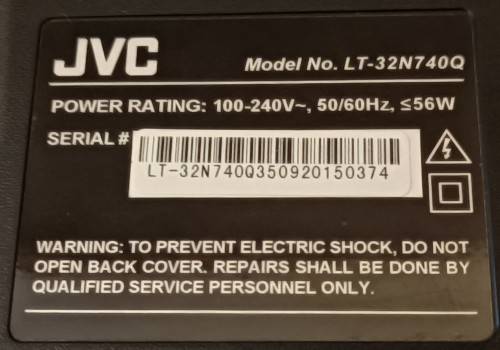 JVC
Model No. LT-32N740Q
POWER RATING: 100-240V~, 50/60Hz, ≤56W
SERIAL #
LT-32N740Q350920150374
WARNING: TO PREVENT ELECTRIC SHOCK, DO NOT
OPEN BACK COVER. REPAIRS SHALL BE DONE BY
QUALIFIED SERVICE PERSONNEL ONLY.